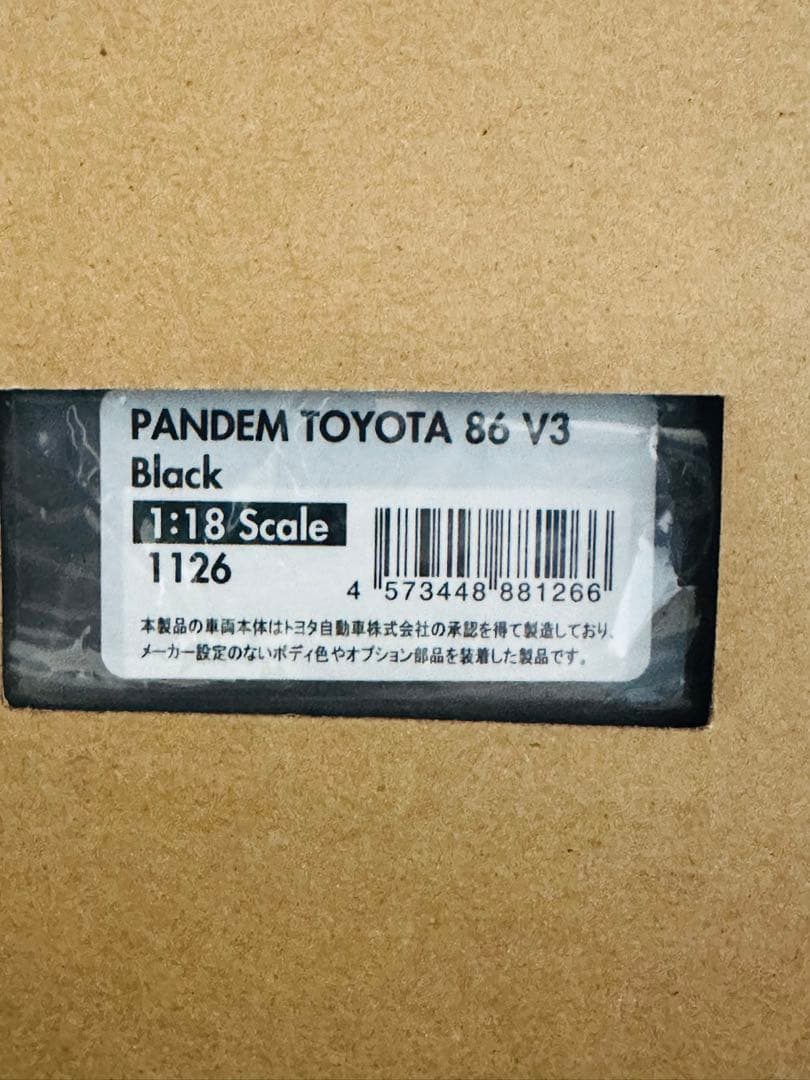 PANDEM TOYOTA 86 V3
Black
1:18 Scale
1126
4 573448 881266
本製品の車両本体はトヨタ自動車株式会社の承認を得て製造しており、
メーカー設定のないボディ色やオプション部品を装着した製品です。